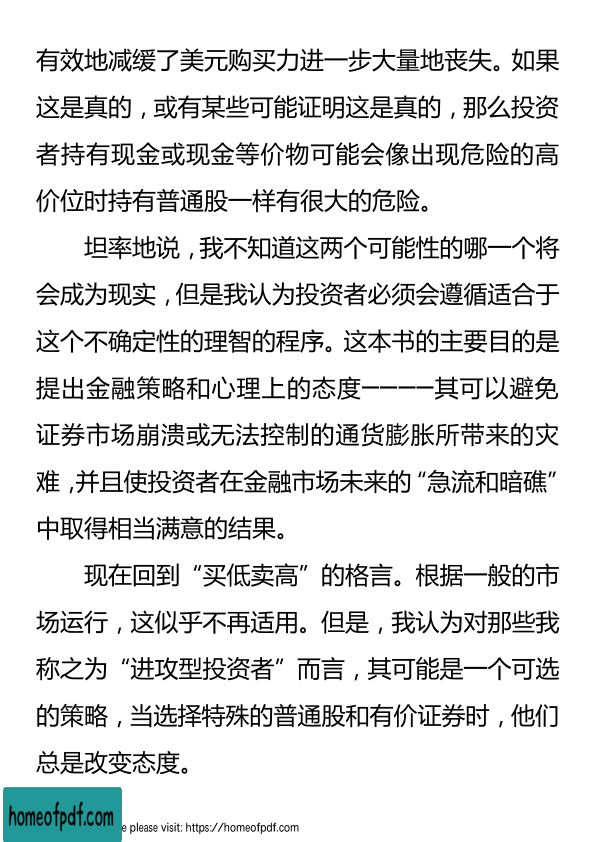 有效地减缓了美元购买力进一步大量地丧失。如果
这是真的，或有某些可能证明这是真的，那么投资
者持有现金或现金等价物可能会像出现危险的高
价位时持有普通股一样有很大的危险。
坦率地说，我不知道这两个可能性的哪一个将
会成为现实，但是我认为投资者必须会遵循适合于
这个不确定性的理智的程序。这本书的主要目的是
提出金融策略和心理上的态度————其可以避免
证券市场崩溃或无法控制的通货膨胀所带来的灾
难，并且使投资者在金融市场未来的“急流和暗礁”
中取得相当满意的结果。
现在回到“买低卖高”的格言。根据一般的市
场运行，这似乎不再适用。但是，我认为对那些我
称之为“进攻型投资者”而言，其可能是一个可选
的策略，当选择特殊的普通股和有价证券时，他们
总是改变态度。
homeofpdf.com
e please visit: https://homeofpdf.com